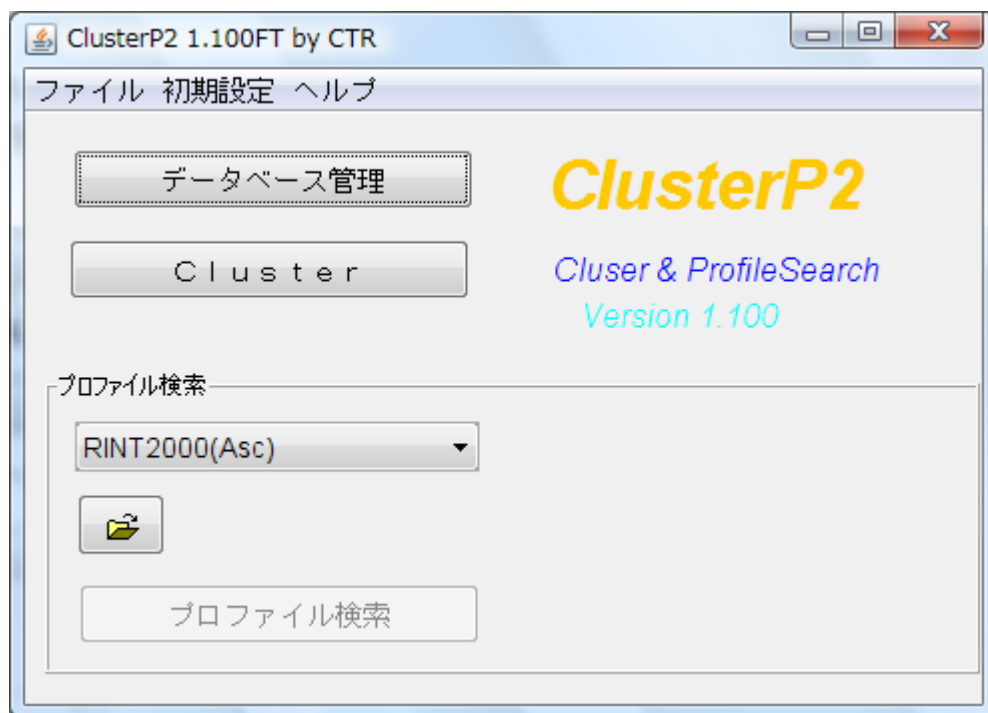 ClusterP2 1.100FT by CTR
ファイル 初期設定 ヘルプ
データベース管理
ClusterP2
Ｃｌｕｓｔｅｒ
Cluser & ProfileSearch
Version 1.100
プロファイル検索
RINT2000(Asc)
プロファイル検索